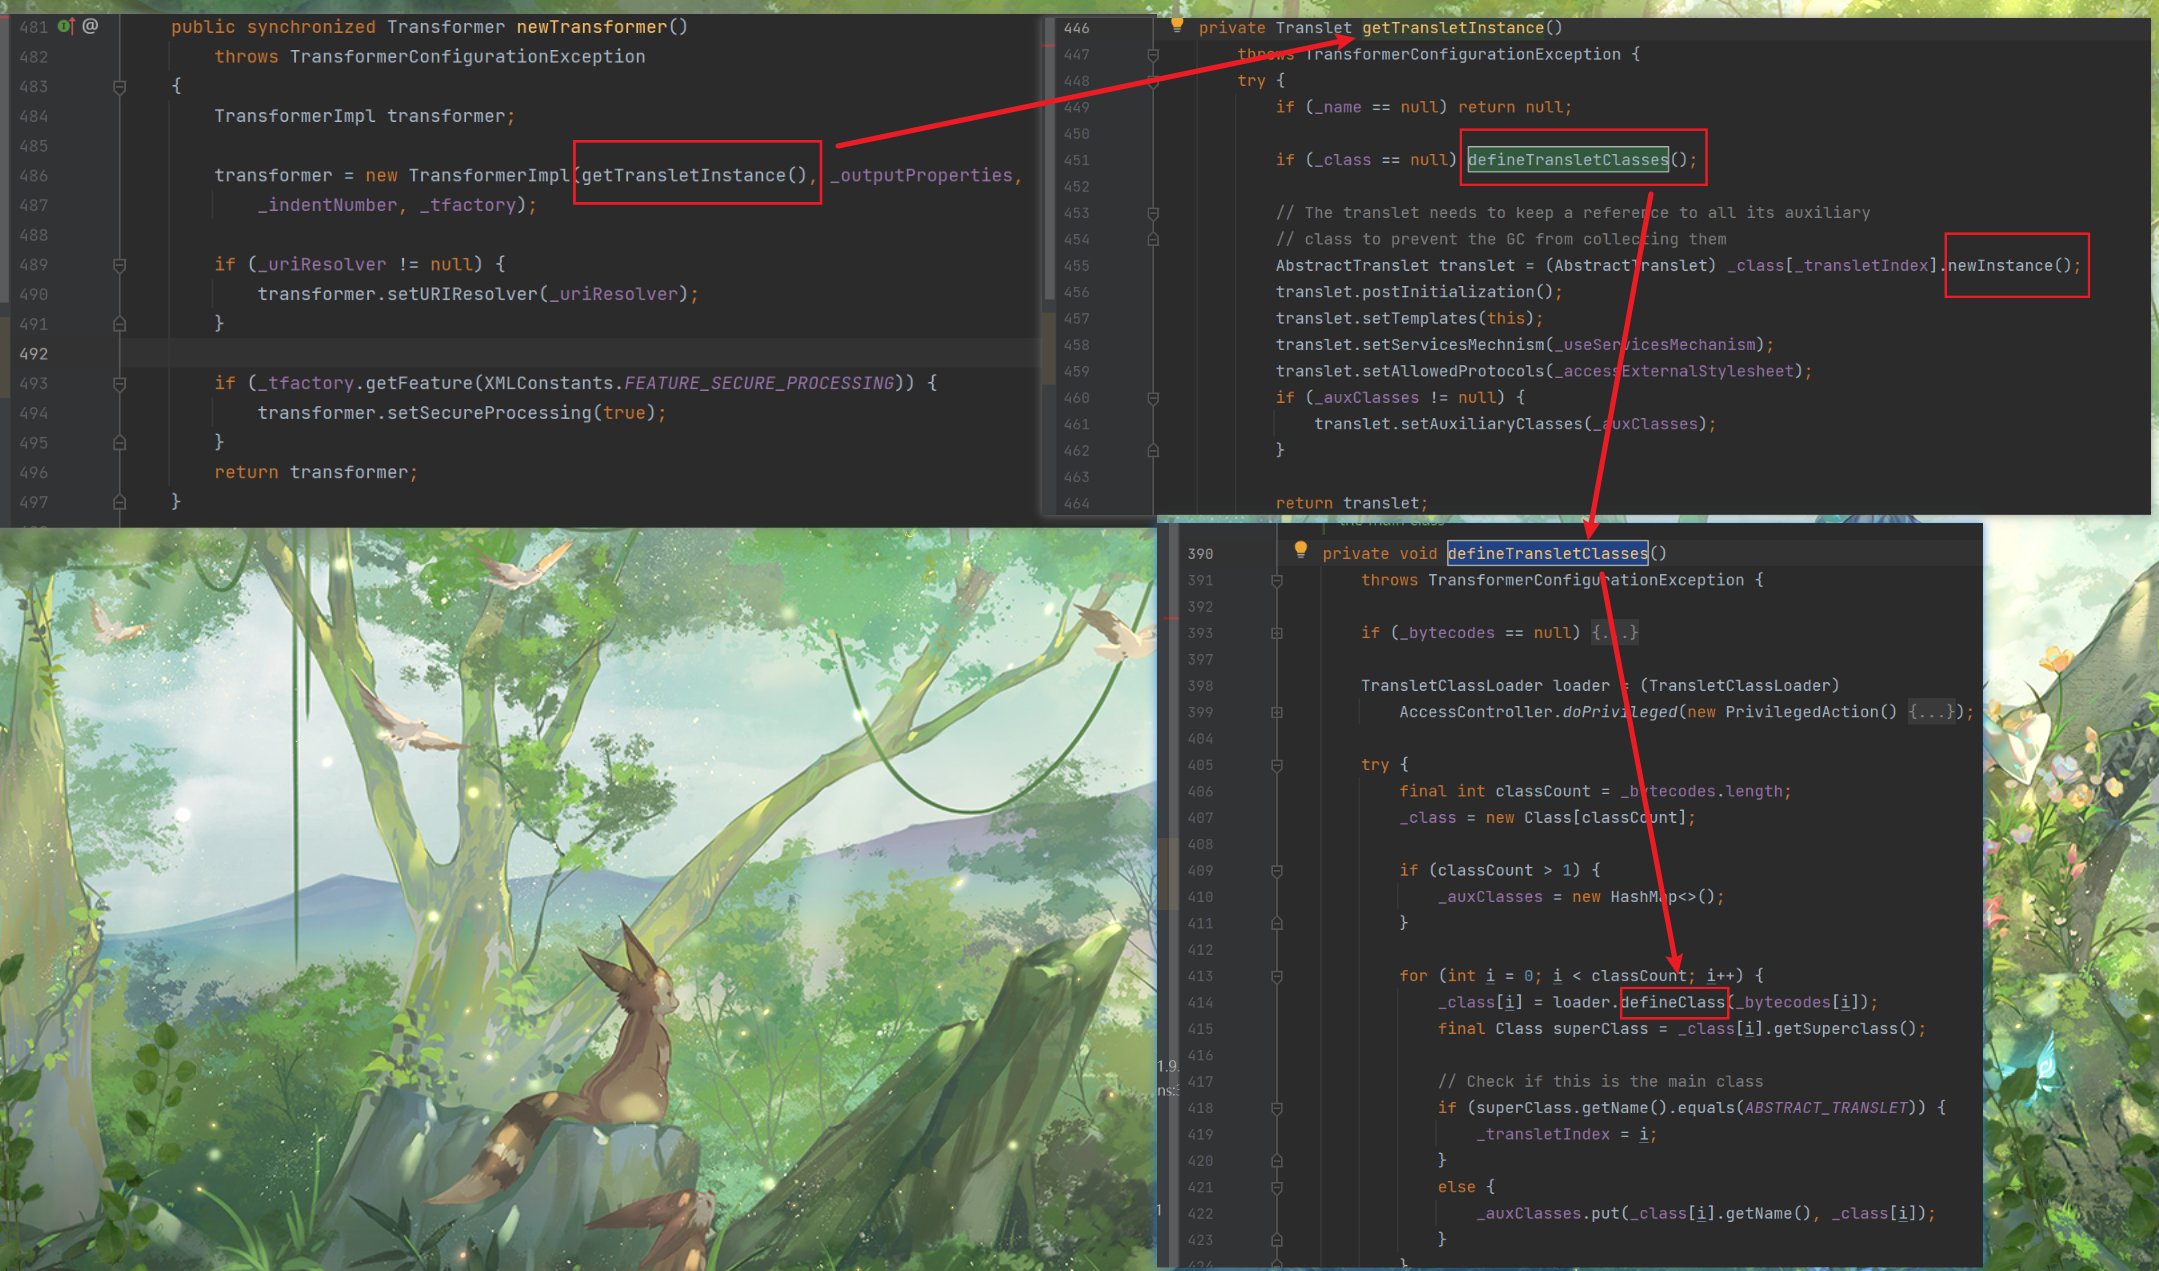 481 @ public synchronized Transformer newTransformer()
482 throws TransformerConfigurationException
483 {
484 TransformerImpl transformer;
485
486 transformer = new TransformerImpl(getTransletInstance(), _outputProperties,
487 _indentNumber, _tfactory);
488
489 if (_uriResolver != null) {
490 transformer.setURIResolver(_uriResolver);
491 }
492
493 if (_tfactory.getFeature(XMLConstants.FEATURE_SECURE_PROCESSING)) {
494 transformer.setSecureProcessing(true);
495 }
496 return transformer;
497 }
446 private Translet getTransletInstance()
447 throws TransformerConfigurationException {
448 try {
449 if (_name == null) return null;
450
451 if (_class == null) defineTransletClasses();
452
453 // The translet needs to keep a reference to all its auxiliary
454 // class to prevent the GC from collecting them
455 AbstractTranslet translet = (AbstractTranslet) _class[_transletIndex].newInstance();
456 translet.postInitialization();
457 translet.setTemplates(this);
458 translet.setServicesMechnism(_useServicesMechanism);
459 translet.setAllowedProtocols(_accessExternalStylesheet);
460 if (_auxClasses != null) {
461 translet.setAuxiliaryClasses(_auxClasses);
462 }
463
464 return translet;
390 private void defineTransletClasses()
391 throws TransformerConfigurationException {
392
393 if (_bytecodes == null) {...}
397
398 TransletClassLoader loader = (TransletClassLoader)
399 AccessController.doPrivileged(new PrivilegedAction() {...});
404
405 try {
406 final int classCount = _bytecodes.length;
407 _class = new Class[classCount];
408
409 if (classCount > 1) {
410 _auxClasses = new HashMap<>();
411 }
412
413 for (int i = 0; i < classCount; i++) {
414 _class[i] = loader.defineClass(_bytecodes[i]);
415 final Class superClass = _class[i].getSuperclass();
416
417 // Check if this is the main class
418 if (superClass.getName().equals(ABSTRACT_TRANSLET)) {
419 _transletIndex = i;
420 }
421 else {
422 _auxClasses.put(_class[i].getName(), _class[i]);
423 }
424 }